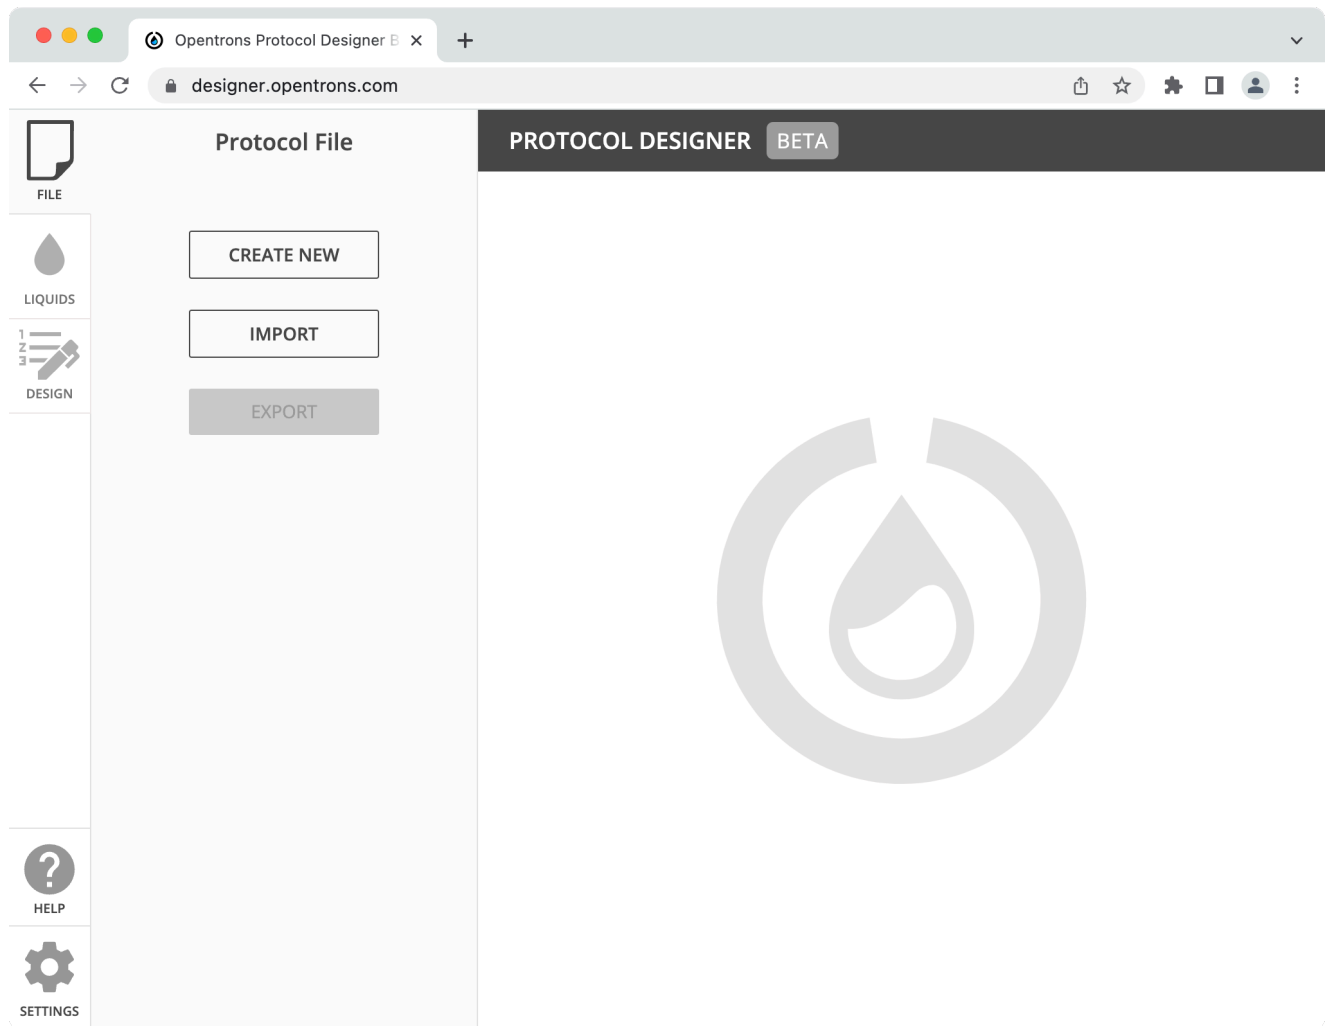 Opentrons Protocol Designer B
designer.opentrons.com
FILE
Protocol File
PROTOCOL DESIGNER BETA
CREATE NEW
LIQUIDS
IMPORT
1
2
3
DESIGN
EXPORT
?
HELP
SETTINGS